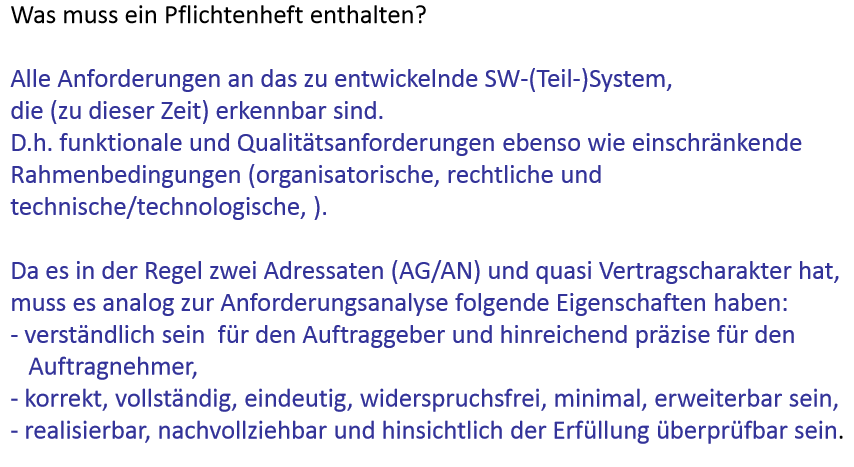 Was muss ein Pflichtenheft enthalten?
Alle Anforderungen an das zu entwickelnde SW-(Teil-)System,
die (zu dieser Zeit) erkennbar sind.
D.h. funktionale und Qualitätsanforderungen ebenso wie einschränkende
Rahmenbedingungen (organisatorische, rechtliche und
technische/technologische, ).
Da es in der Regel zwei Adressaten (AG/AN) und quasi Vertragscharakter hat,
muss es analog zur Anforderungsanalyse folgende Eigenschaften haben:
- verständlich sein  für den Auftraggeber und hinreichend präzise für den
Auftragnehmer,
- korrekt, vollständig, eindeutig, widerspruchsfrei, minimal, erweiterbar sein,
- realisierbar, nachvollziehbar und hinsichtlich der Erfüllung überprüfbar sein.